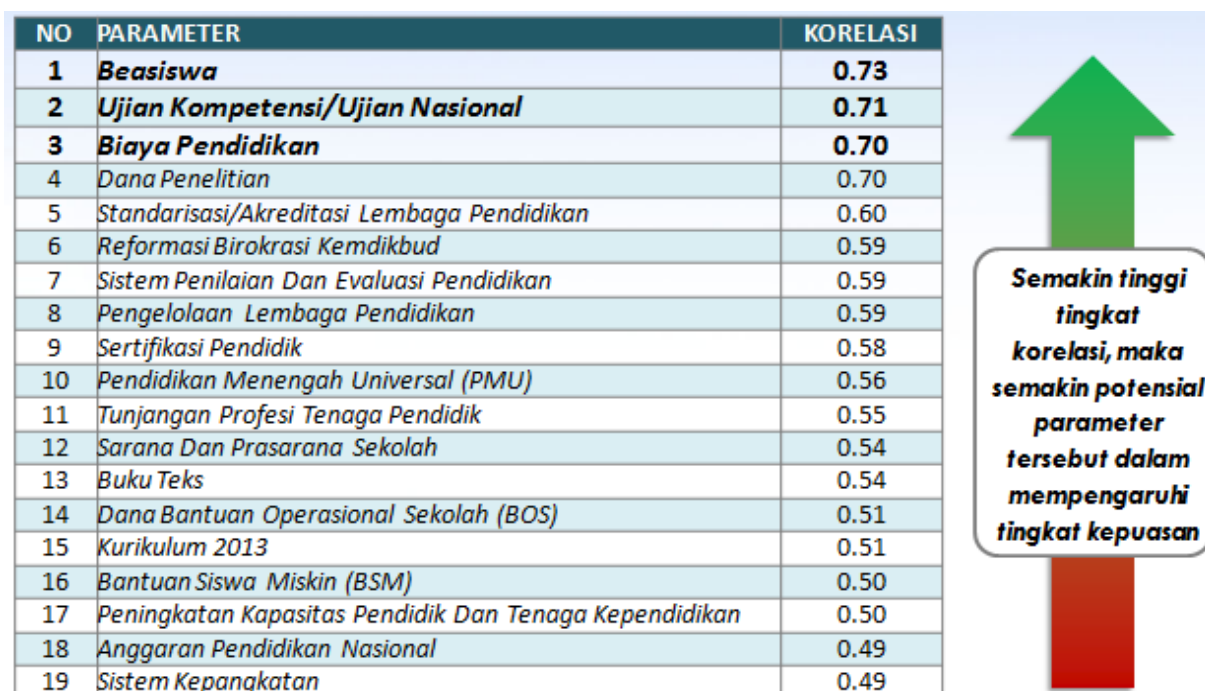 NO PARAMETER KORELASI
1 Beasiswa 0.73
2 Ujian Kompetensi/Ujian Nasional 0.71
3 Biaya Pendidikan 0.70
4 Dana Penelitian 0.70
5 Standarisasi/Akreditasi Lembaga Pendidikan 0.60
6 Reformasi Birokrasi Kemdikbud 0.59
7 Sistem Penilaian Dan Evaluasi Pendidikan 0.59
8 Pengelolaan Lembaga Pendidikan 0.59
9 Sertifikasi Pendidik 0.58
10 Pendidikan Menengah Universal (PMU) 0.56
11 Tunjangan Profesi Tenaga Pendidik 0.55
12 Sarana Dan Prasarana Sekolah 0.54
13 Buku Teks 0.54
14 Dana Bantuan Operasional Sekolah (BOS) 0.51
15 Kurikulum 2013 0.51
16 Bantuan Siswa Miskin (BSM) 0.50
17 Peningkatan Kapasitas Pendidik Dan Tenaga Kependidikan 0.50
18 Anggaran Pendidikan Nasional 0.49
19 Sistem Kepangkatan 0.49
Semakin tinggi
tingkat
korelasi, maka
semakin potensial
parameter
tersebut dalam
mempengaruhi
tingkat kepuasan